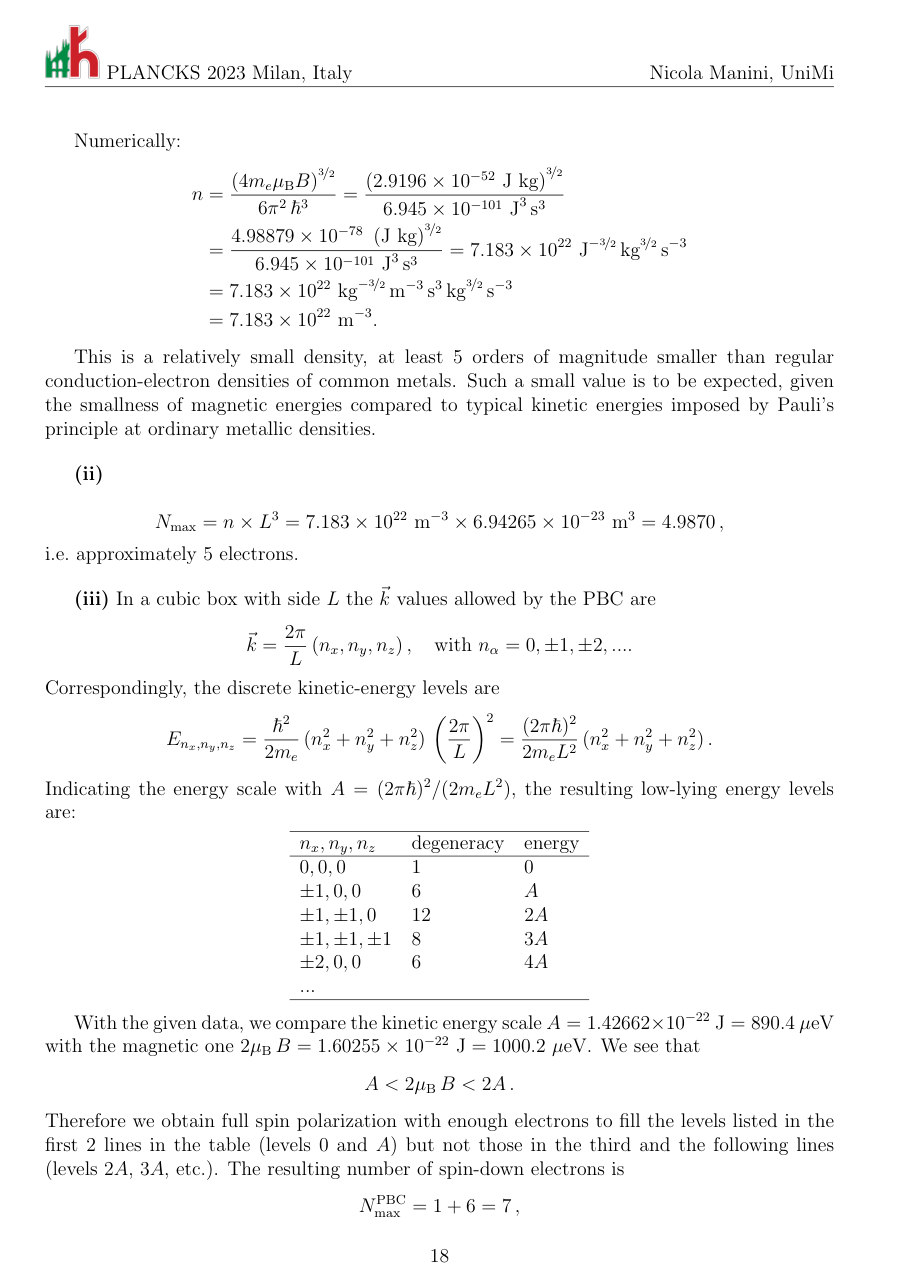 PLANCKS 2023 Milan, Italy Nicola Manini, UniMi
Numerically:
n = (4mₑμ_B B)^{3/2} / 6π² ℏ³ = (2.9196 × 10⁻⁵² J kg)^{3/2} / 6.945 × 10⁻¹⁰¹ J³ s³
= 4.98879 × 10⁻⁷⁸ (J kg)^{3/2} / 6.945 × 10⁻¹⁰¹ J³ s³ = 7.183 × 10²² J^{−3/2} kg^{3/2} s⁻³
= 7.183 × 10²² kg^{−3/2} m⁻³ s³ kg^{3/2} s⁻³
= 7.183 × 10²² m⁻³.
This is a relatively small density, at least 5 orders of magnitude smaller than regular
conduction-electron densities of common metals. Such a small value is to be expected, given
the smallness of magnetic energies compared to typical kinetic energies imposed by Pauli's
principle at ordinary metallic densities.
(ii)
N_max = n × L³ = 7.183 × 10²² m⁻³ × 6.94265 × 10⁻²³ m³ = 4.9870 ,
i.e. approximately 5 electrons.
(iii) In a cubic box with side L the k⃗ values allowed by the PBC are
k⃗ = 2π / L (n_x, n_y, n_z) , with n_α = 0, ±1, ±2, ....
Correspondingly, the discrete kinetic-energy levels are
E_{n_x,n_y,n_z} = ℏ² / 2mₑ (n_x² + n_y² + n_z²) (2π / L)² = (2πℏ)² / 2mₑL² (n_x² + n_y² + n_z²) .
Indicating the energy scale with A = (2πℏ)²/(2mₑL²), the resulting low-lying energy levels
are:
n_x, n_y, n_z degeneracy energy
0, 0, 0 1 0
±1, 0, 0 6 A
±1, ±1, 0 12 2A
±1, ±1, ±1 8 3A
±2, 0, 0 6 4A
...
With the given data, we compare the kinetic energy scale A = 1.42662×10⁻²² J = 890.4 μeV
with the magnetic one 2μ_B B = 1.60255 × 10⁻²² J = 1000.2 μeV. We see that
A < 2μ_B B < 2A .
Therefore we obtain full spin polarization with enough electrons to fill the levels listed in the
first 2 lines in the table (levels 0 and A) but not those in the third and the following lines
(levels 2A, 3A, etc.). The resulting number of spin-down electrons is
N_max^PBC = 1 + 6 = 7 ,
18